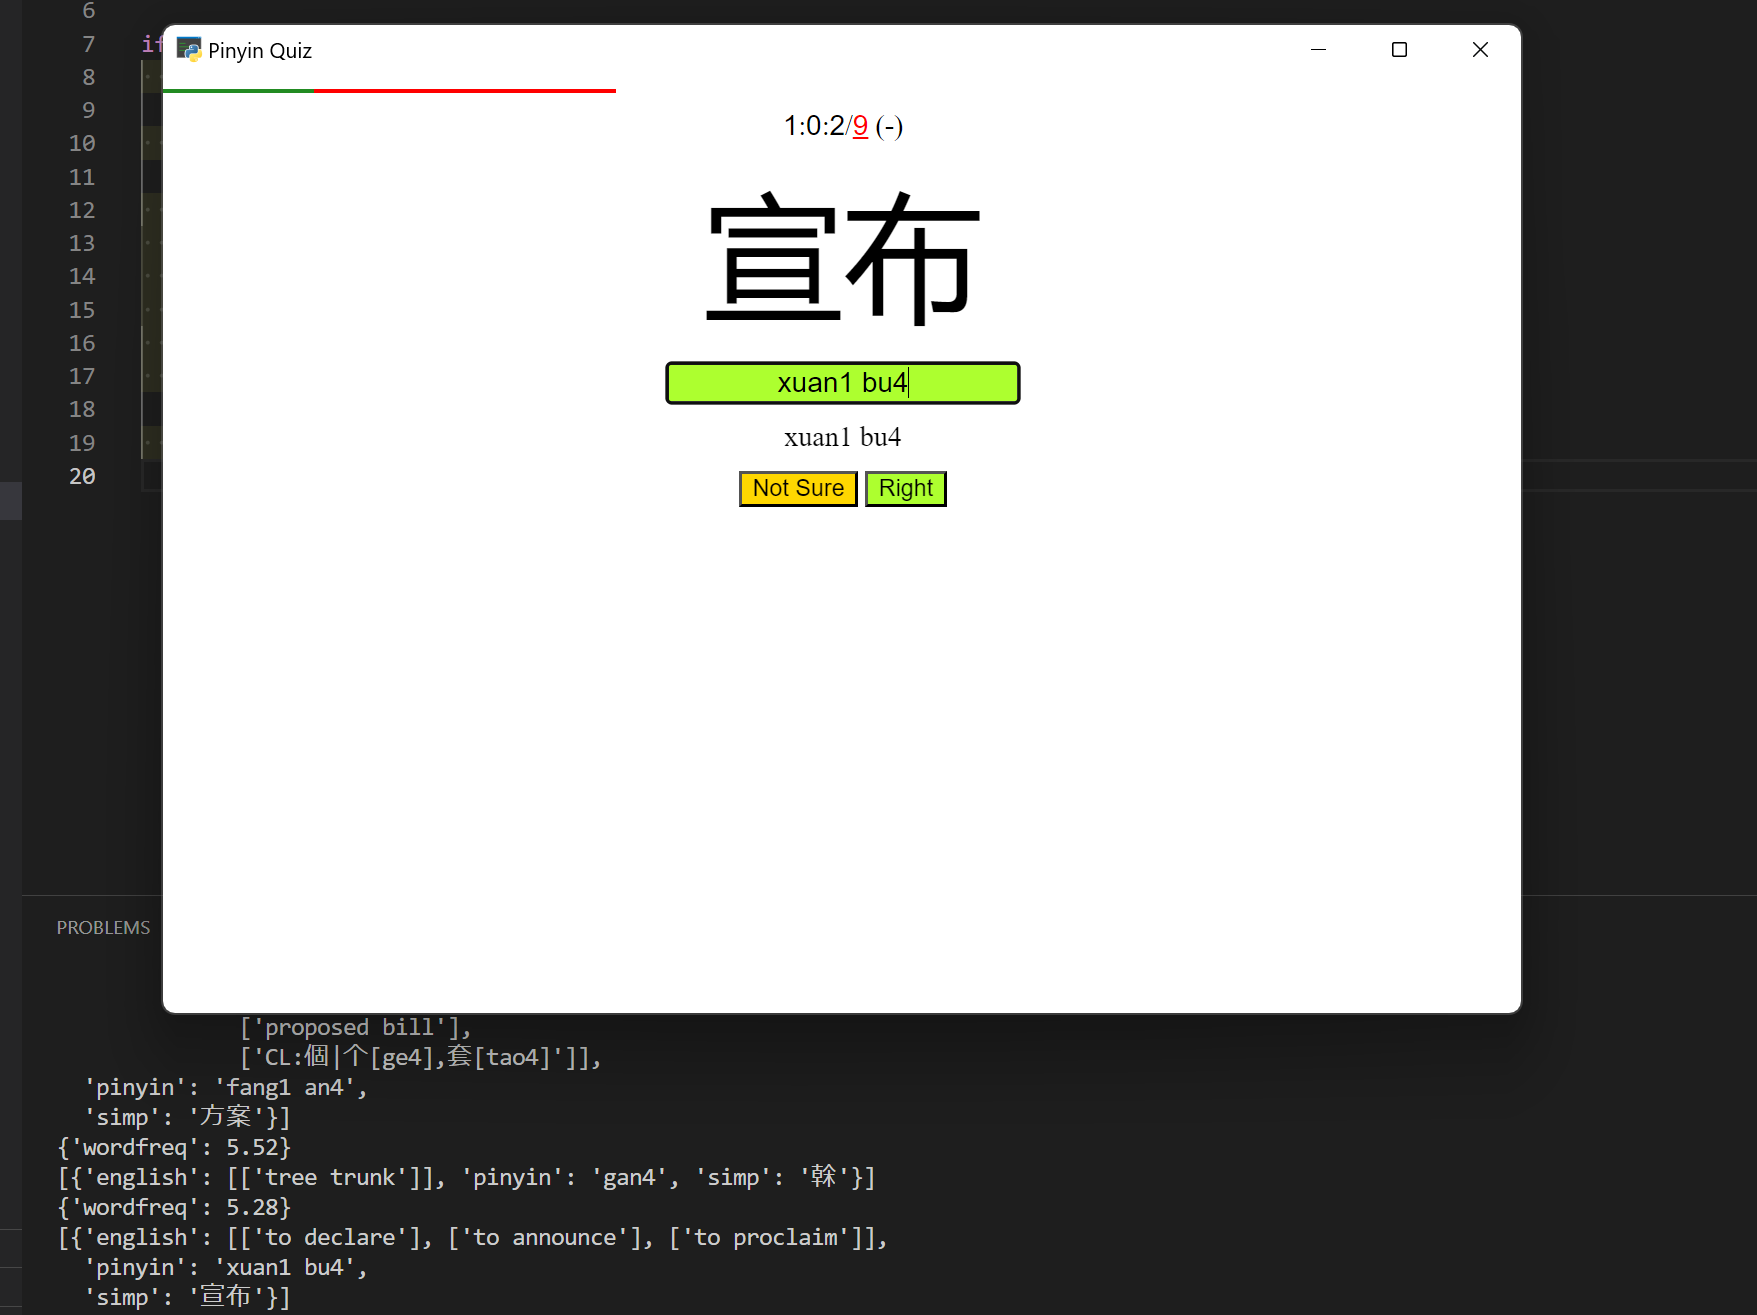 6
7 if
8
9
10
11
12
13
14
15
16
17
18
19
20
Pinyin Quiz
1:0:2/9 (-)
宣布
xuan1 bu4
xuan1 bu4
Not Sure Right
PROBLEMS
['proposed bill'],
['CL:個|个[ge4],套[tao4]']],
'pinyin': 'fang1 an4',
'simp': '方案'}]
{'wordfreq': 5.52}
[{'english': [['tree trunk']], 'pinyin': 'gan4', 'simp': '榦'}]
{'wordfreq': 5.28}
[{'english': [['to declare'], ['to announce'], ['to proclaim']],
'pinyin': 'xuan1 bu4',
'simp': '宣布'}]